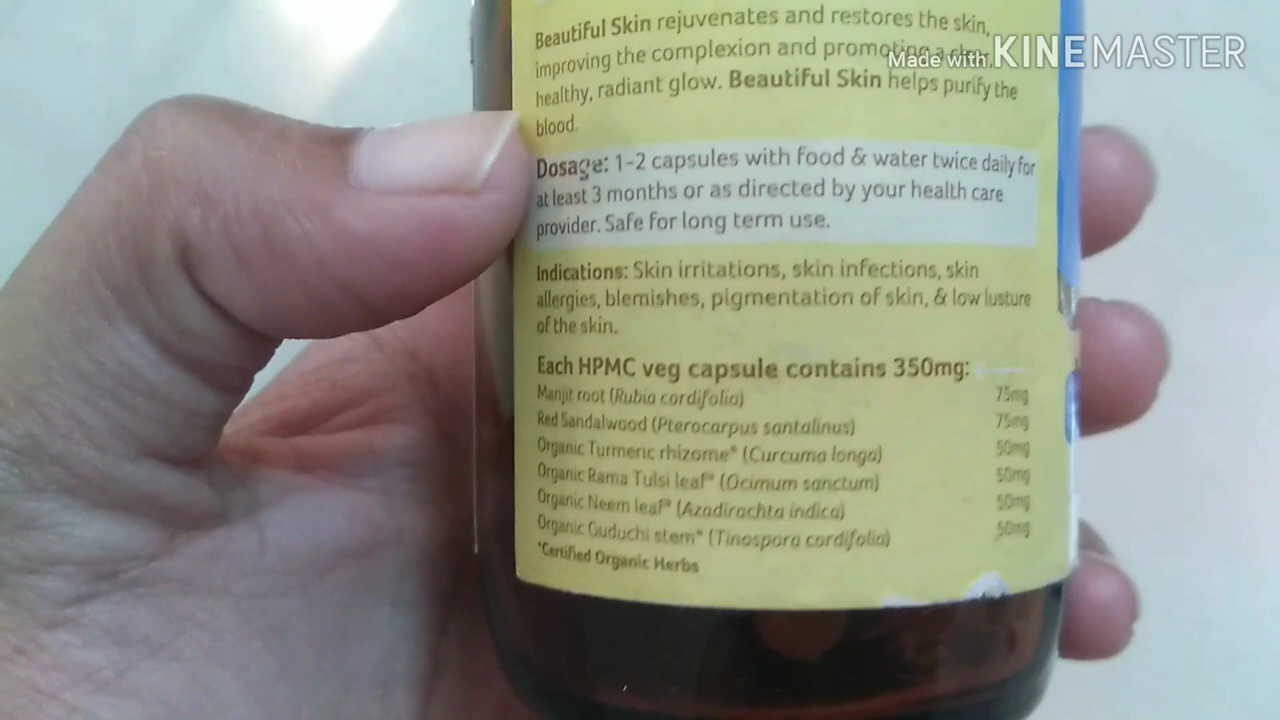 Beautiful Skin rejuvenates and restores the skin,
improving the complexion and promoting a clear,
Made with KINEMASTER
healthy, radiant glow. Beautiful Skin helps purify the
blood.
Dosage: 1-2 capsules with food & water twice daily for
at least 3 months or as directed by your health care
provider. Safe for long term use.
Indications: Skin irritations, skin infections, skin
allergies, blemishes, pigmentation of skin, & low lusture
of the skin.
Each HPMC veg capsule contains 350mg:
Manjit root (Rubia cordifolia) 75mg
Red Sandalwood (Pterocarpus santalinus) 75mg
Organic Turmeric rhizome* (Curcuma longa) 50mg
Organic Rama Tulsi leaf* (Ocimum sanctum) 50mg
Organic Neem leaf* (Azadirachta indica) 50mg
Organic Guduchi stem* (Tinospora cordifolia) 50mg
*Certified Organic Herbs